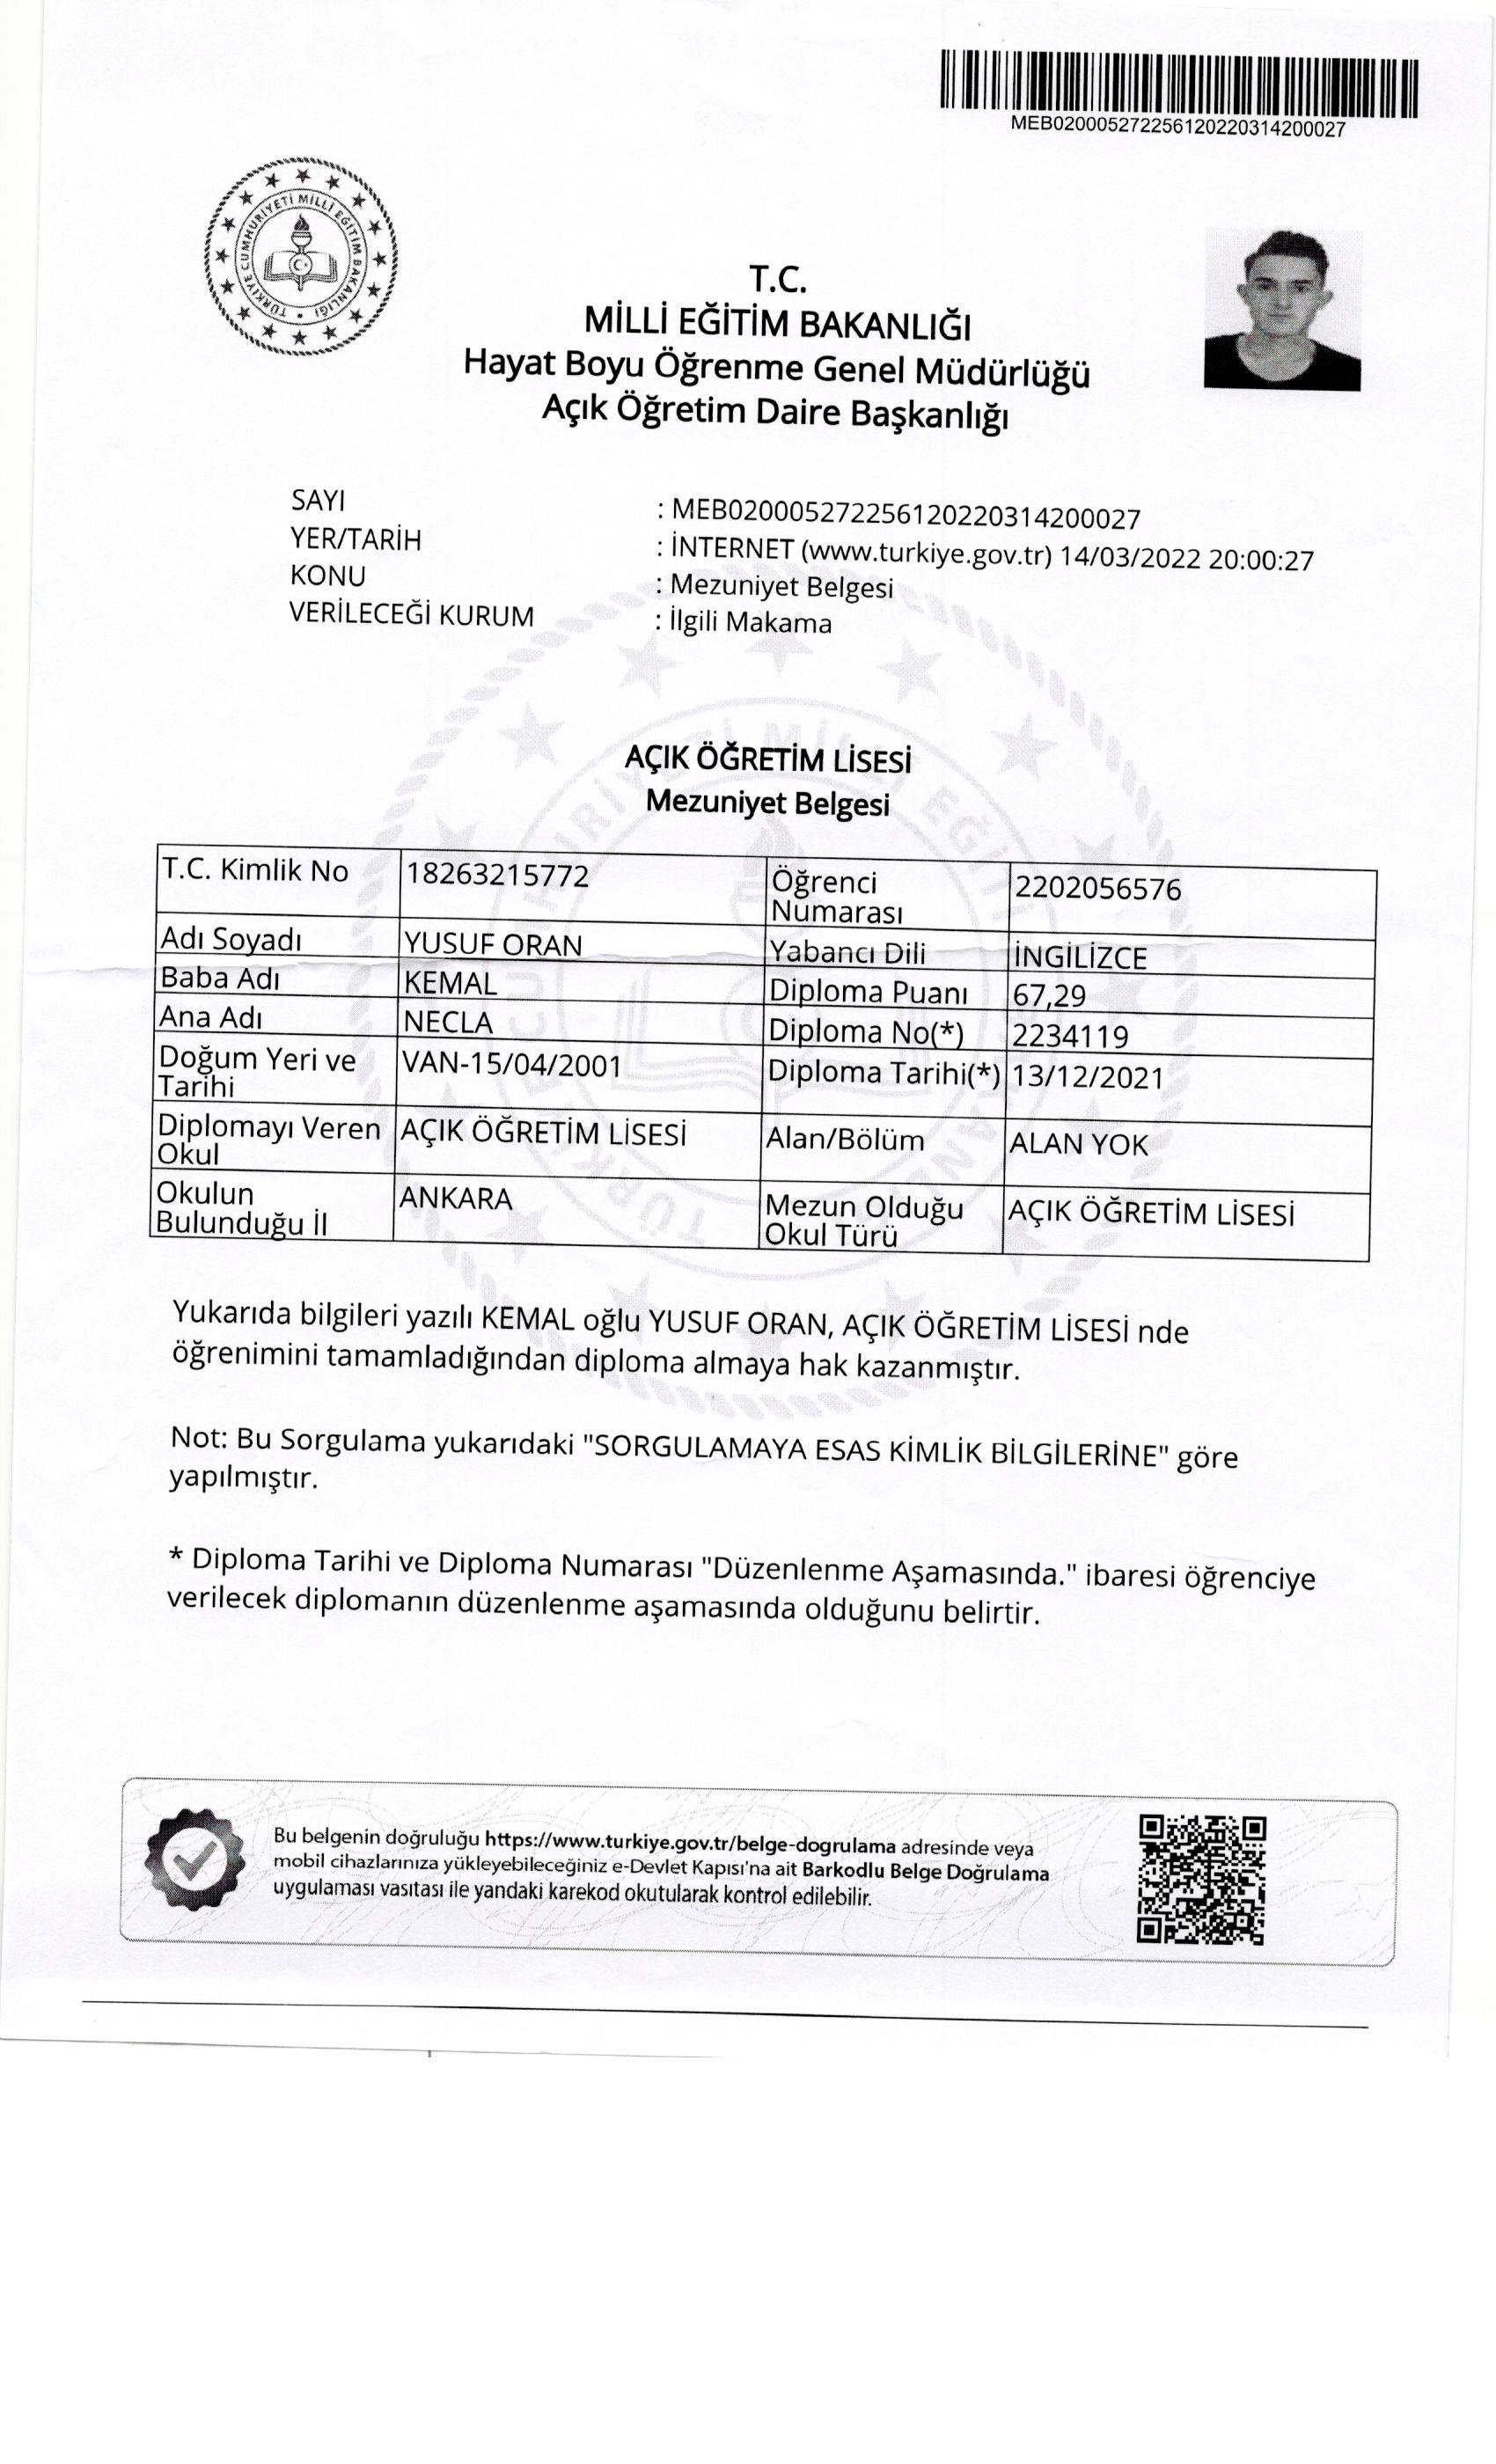 MEB020005272256120220314200027
TÜRKİYE CUMHURİYETİ MİLLİ EĞİTİM BAKANLIĞI
T.C.
MİLLİ EĞİTİM BAKANLIĞI
Hayat Boyu Öğrenme Genel Müdürlüğü
Açık Öğretim Daire Başkanlığı
SAYI : MEB020005272256120220314200027
YER/TARİH : İNTERNET (www.turkiye.gov.tr) 14/03/2022 20:00:27
KONU : Mezuniyet Belgesi
VERİLECEĞİ KURUM : İlgili Makama
AÇIK ÖĞRETİM LİSESİ
Mezuniyet Belgesi
T.C. Kimlik No 18263215772 Öğrenci Numarası 2202056576
Adı Soyadı YUSUF ORAN Yabancı Dili İNGİLİZCE
Baba Adı KEMAL Diploma Puanı 67,29
Ana Adı NECLA Diploma No(*) 2234119
Doğum Yeri ve Tarihi VAN-15/04/2001 Diploma Tarihi(*) 13/12/2021
Diplomayı Veren Okul AÇIK ÖĞRETİM LİSESİ Alan/Bölüm ALAN YOK
Okulun Bulunduğu İl ANKARA Mezun Olduğu Okul Türü AÇIK ÖĞRETİM LİSESİ
Yukarıda bilgileri yazılı KEMAL oğlu YUSUF ORAN, AÇIK ÖĞRETİM LİSESİ nde
öğrenimini tamamladığından diploma almaya hak kazanmıştır.
Not: Bu Sorgulama yukarıdaki "SORGULAMAYA ESAS KİMLİK BİLGİLERİNE" göre
yapılmıştır.
* Diploma Tarihi ve Diploma Numarası "Düzenlenme Aşamasında." ibaresi öğrenciye
verilecek diplomanın düzenlenme aşamasında olduğunu belirtir.
Bu belgenin doğruluğu https://www.turkiye.gov.tr/belge-dogrulama adresinde veya
mobil cihazlarınıza yükleyebileceğiniz e-Devlet Kapısı'na ait Barkodlu Belge Doğrulama
uygulaması vasıtası ile yandaki karekod okutularak kontrol edilebilir.